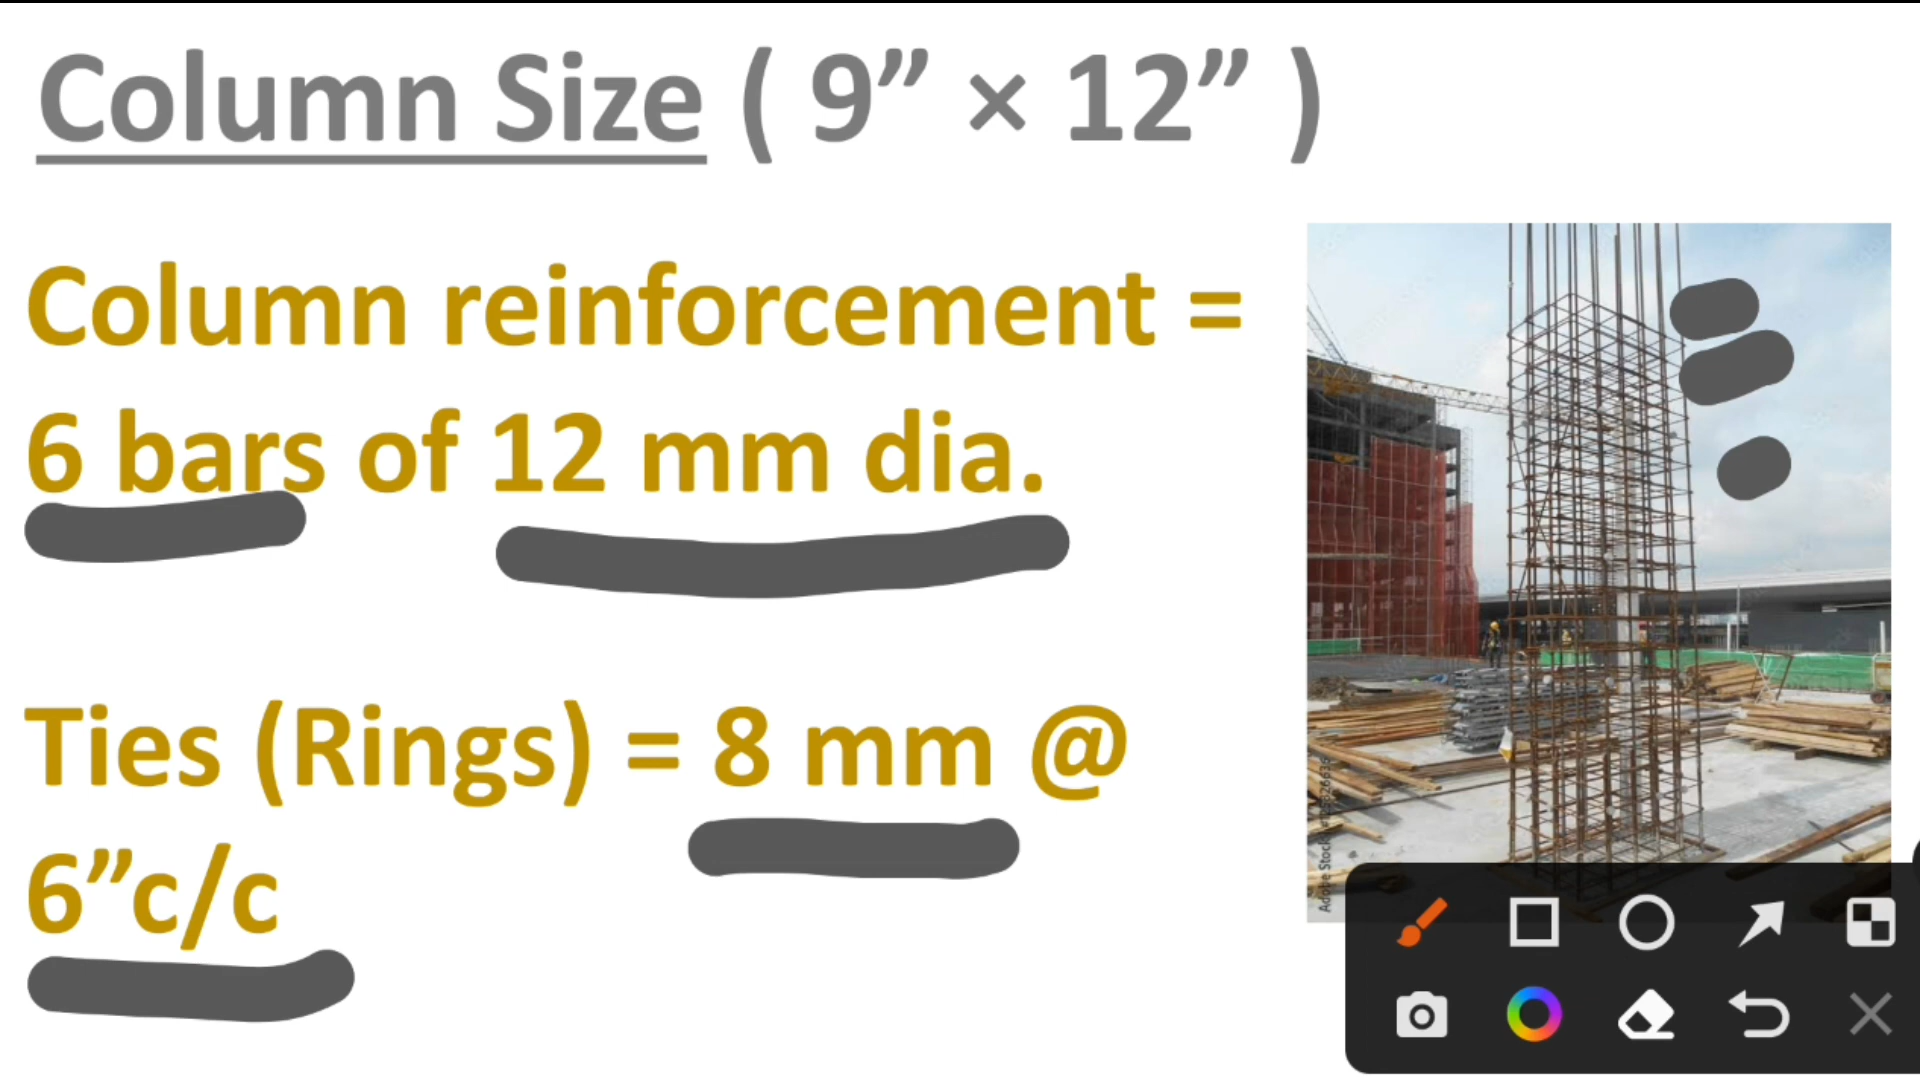 Column Size ( 9” × 12” )
Column reinforcement =
6 bars of 12 mm dia.
Ties (Rings) = 8 mm @
6”c/c